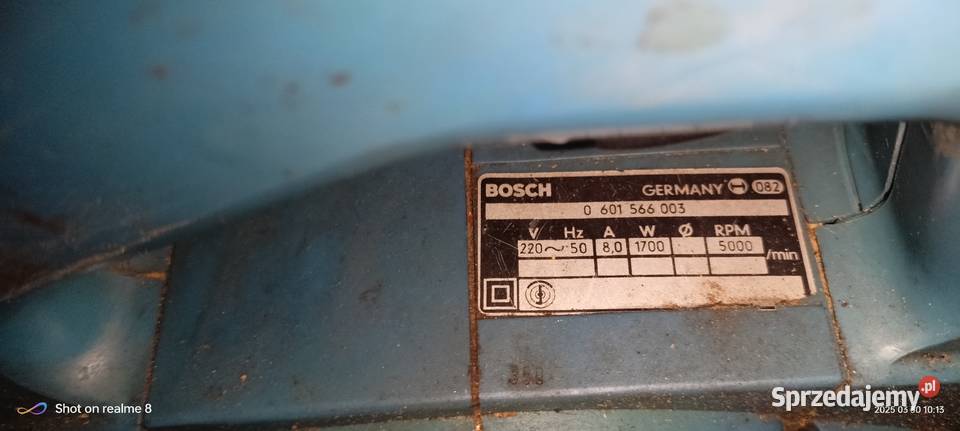 BOSCH GERMANY 082
0 601 566 003
V Hz A W Ø RPM
220~50 8,0 1700 5000
/min
Shot on realme 8
Sprzedajemy.pl
2025 03 30 10:13